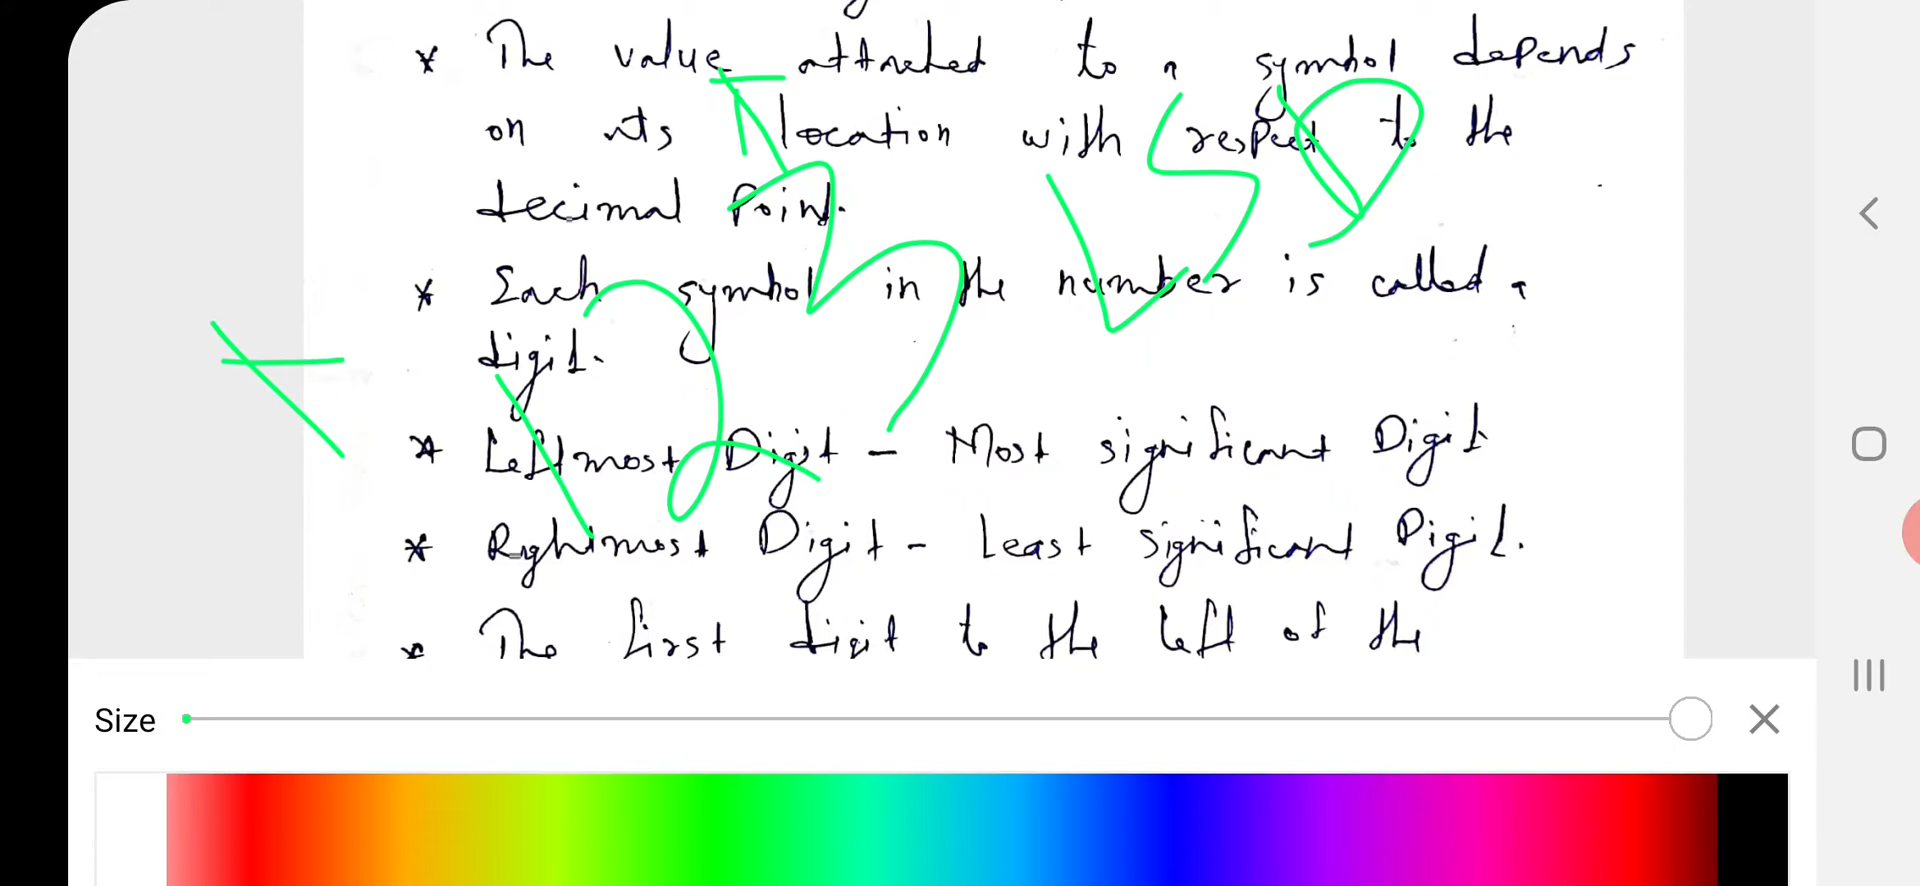 * The value attached to a symbol depends
on its location with respect to the
decimal point.
* Each symbol in the number is called a
digit.
* Leftmost Digit - Most significant Digit
* Rightmost Digit - Least significant Digit.
* The first digit to the left of the
Size